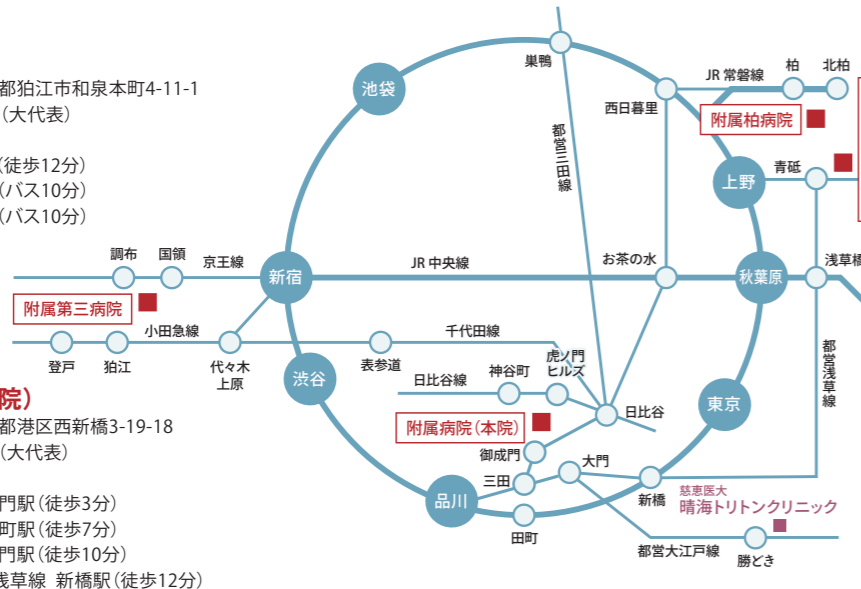 都狛江市和泉本町4-11-1
（大代表）
（徒歩12分）
（バス10分）
（バス10分）
院）
都港区西新橋3-19-18
（大代表）
門駅（徒歩3分）
町駅（徒歩7分）
門駅（徒歩10分）
浅草線 新橋駅（徒歩12分）
巣鴨
池袋
都営三田線
西日暮里
JR 常磐線
柏
北柏
附属柏病院
上野
青砥
調布
国領
京王線
新宿
JR 中央線
お茶の水
秋葉原
浅草橋
附属第三病院
小田急線
登戸
狛江
代々木
上原
表参道
千代田線
渋谷
日比谷線
神谷町
虎ノ門
ヒルズ
日比谷
附属病院（本院）
東京
都営浅草線
御成門
三田
大門
品川
田町
新橋
慈恵医大
晴海トリトンクリニック
都営大江戸線
勝どき